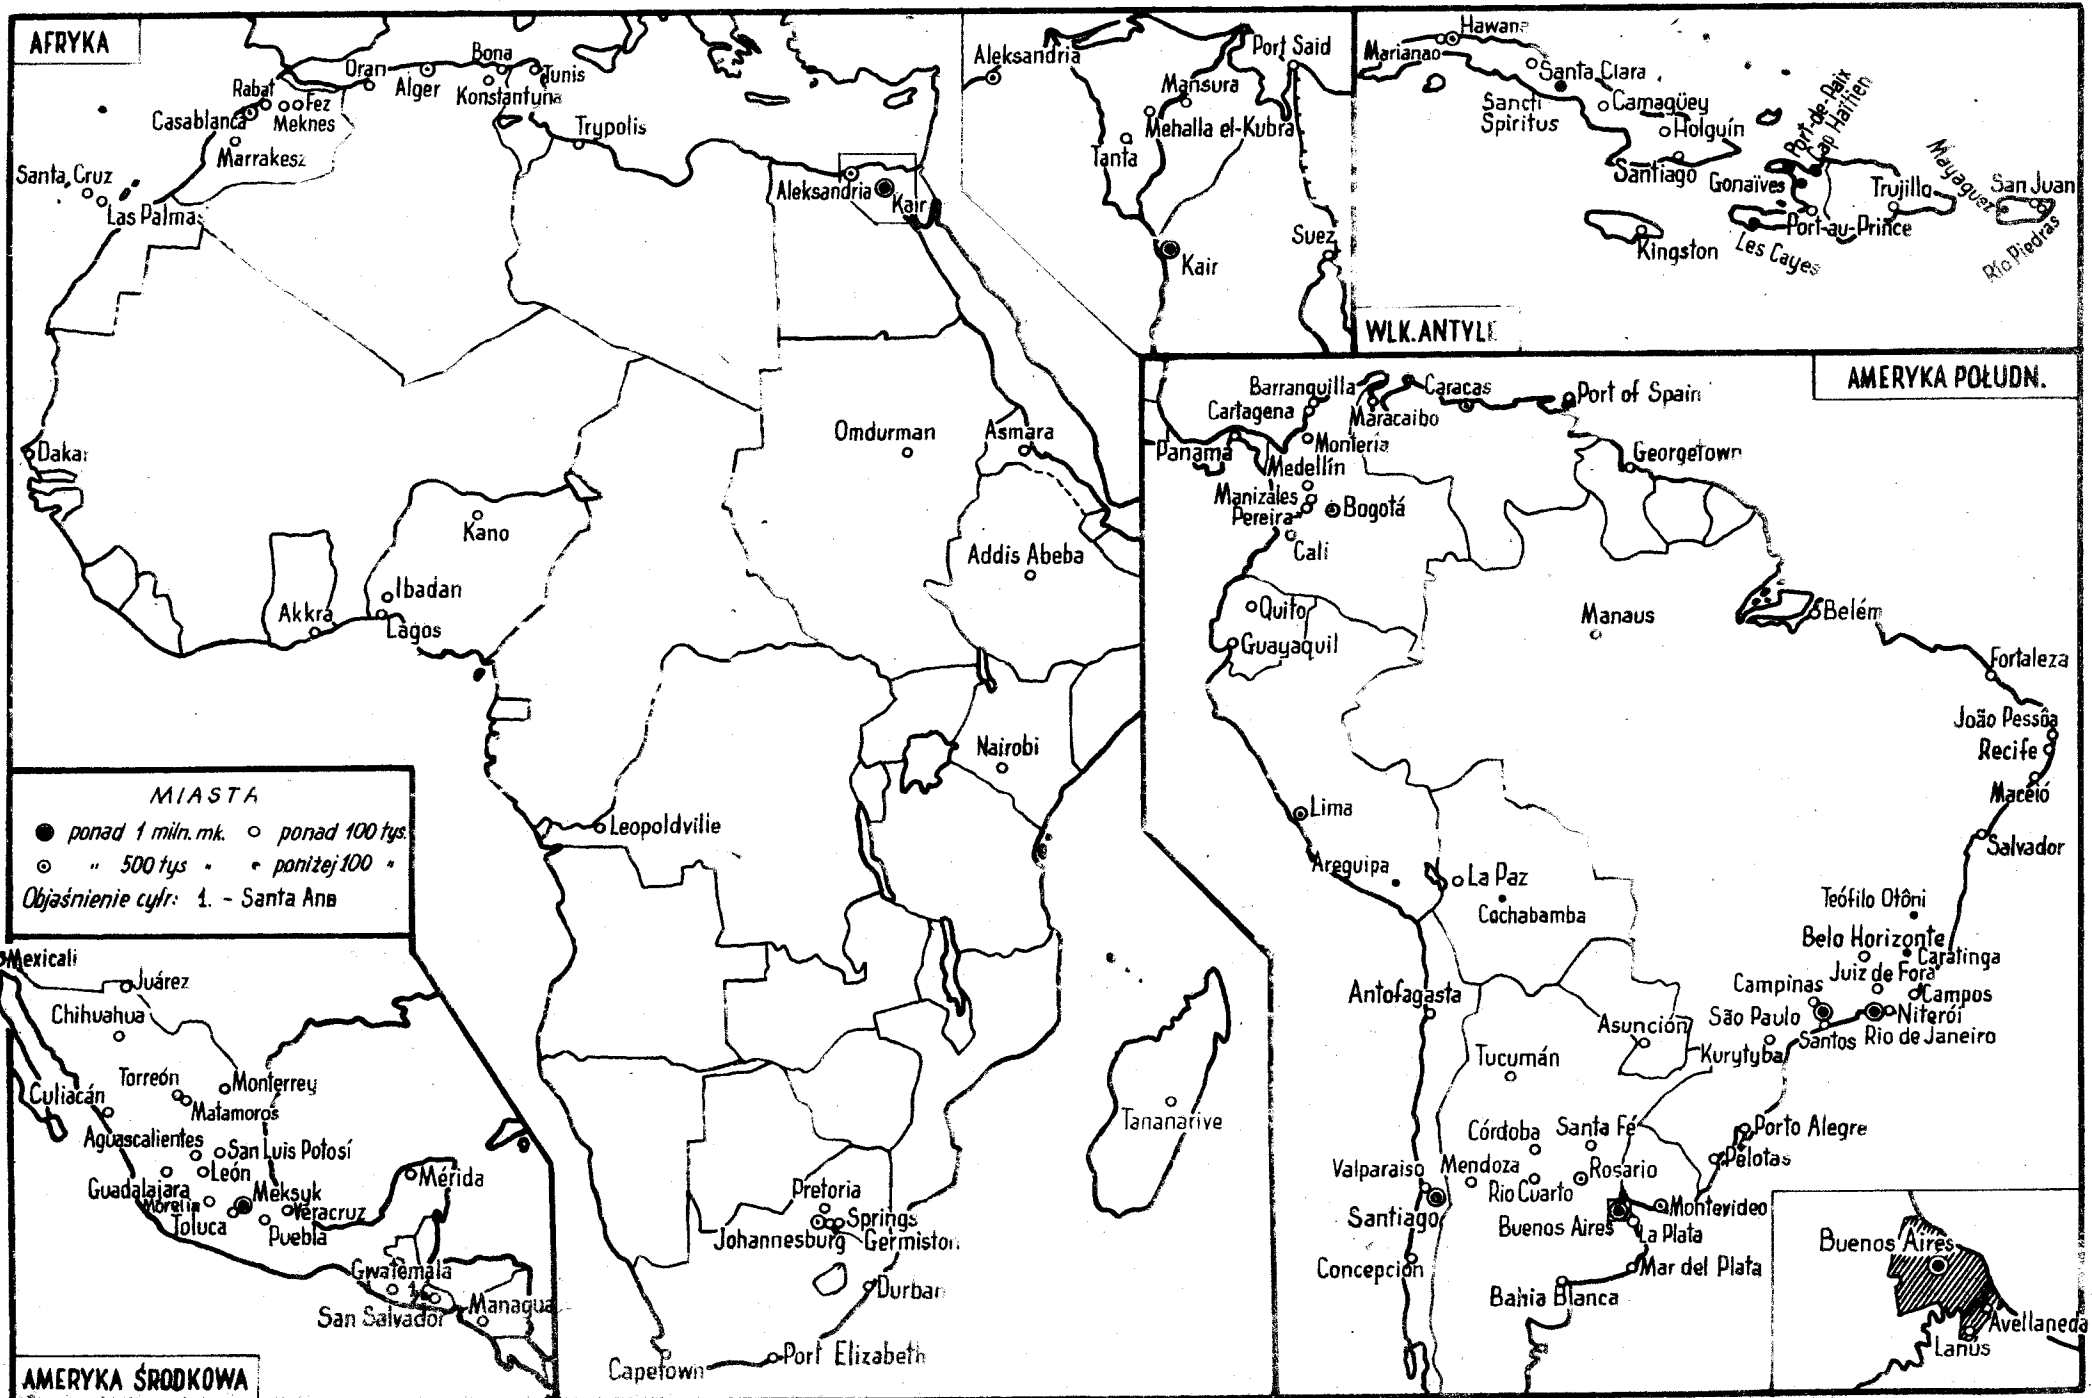 AFRYKA
Bona
Oran
Alger
Tunis
Konstantuna
Rabat
Fez
Meknes
Casablanca
Marrakesz
Trypolis
Santa Cruz
Las Palmas
Aleksandria
Kair
Dakar
Omdurman
Asmara
Kano
Addis Abeba
Ibadan
Akkra
Lagos
Nairobi
Leopoldville
Tananarive
Pretoria
Springs
Johannesburg
Germiston
Durban
Capetown
Port Elizabeth
Aleksandria
Port Said
Mansura
Mehalla el-Kubra
Tanta
Suez
Kair
Hawana
Marianao
Santa Clara
Sancti
Spiritus
Camagüey
Holguín
Santiago
Port-de-Paix
Cap Haïtien
Gonaïves
Trujillo
Mayaguez
San Juan
Port-au-Prince
Kingston
Les Cayes
Río Piedras
WLK. ANTYLE
AMERYKA POŁUDN.
Barranquilla
Caracas
Cartagena
Maracaibo
Port of Spain
Panamá
Montería
Georgetown
Medellín
Manizales
Pereira
Bogotá
Cali
Quito
Guayaquil
Manaus
Belém
Fortaleza
João Pessôa
Recife
Maceió
Salvador
Lima
Arequipa
La Paz
Cochabamba
Teófilo Otôni
Belo Horizonte
Caratinga
Juiz de Fora
Campinas
Campos
São Paulo
Niterói
Santos
Rio de Janeiro
Antofagasta
Asunción
Kurytyba
Tucumán
Córdoba
Santa Fé
Porto Alegre
Pelotas
Valparaiso
Mendoza
Rio Cuarto
Rosario
Santiago
Buenos Aires
Montevideo
La Plata
Concepción
Mar del Plata
Bahia Blanca
Buenos Aires
Avellaneda
Lanús
MIASTA
ponad 1 miln. mk. ponad 100 tys.
" 500 tys " poniżej 100 "
Objaśnienie cyfr: 1. - Santa Ana
Mexicali
Juárez
Chihuahua
Torreón
Monterrey
Culiacán
Matamoros
Aguascalientes
San Luis Potosí
León
Mérida
Guadalajara
Meksyk
Morelia
Veracruz
Toluca
Puebla
Gwatemala
1.
San Salvador
Managua
AMERYKA ŚRODKOWA